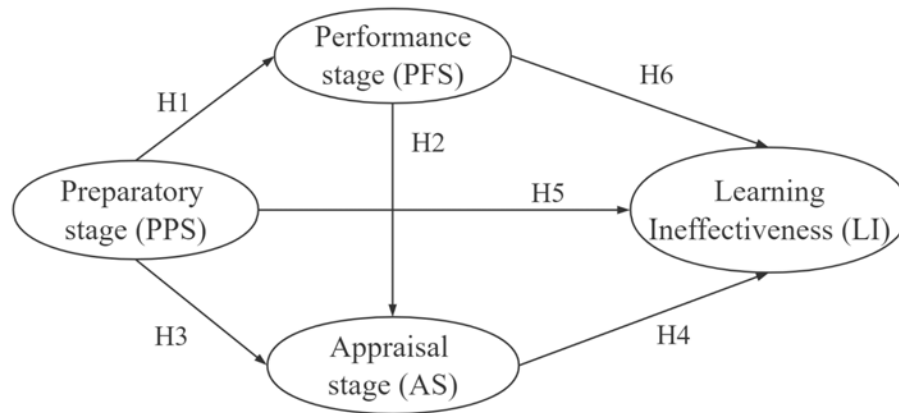 Performance
stage (PFS)
H6
H1
H2
Preparatory
stage (PPS)
H5
Learning
Ineffectiveness (LI)
H3
H4
Appraisal
stage (AS)